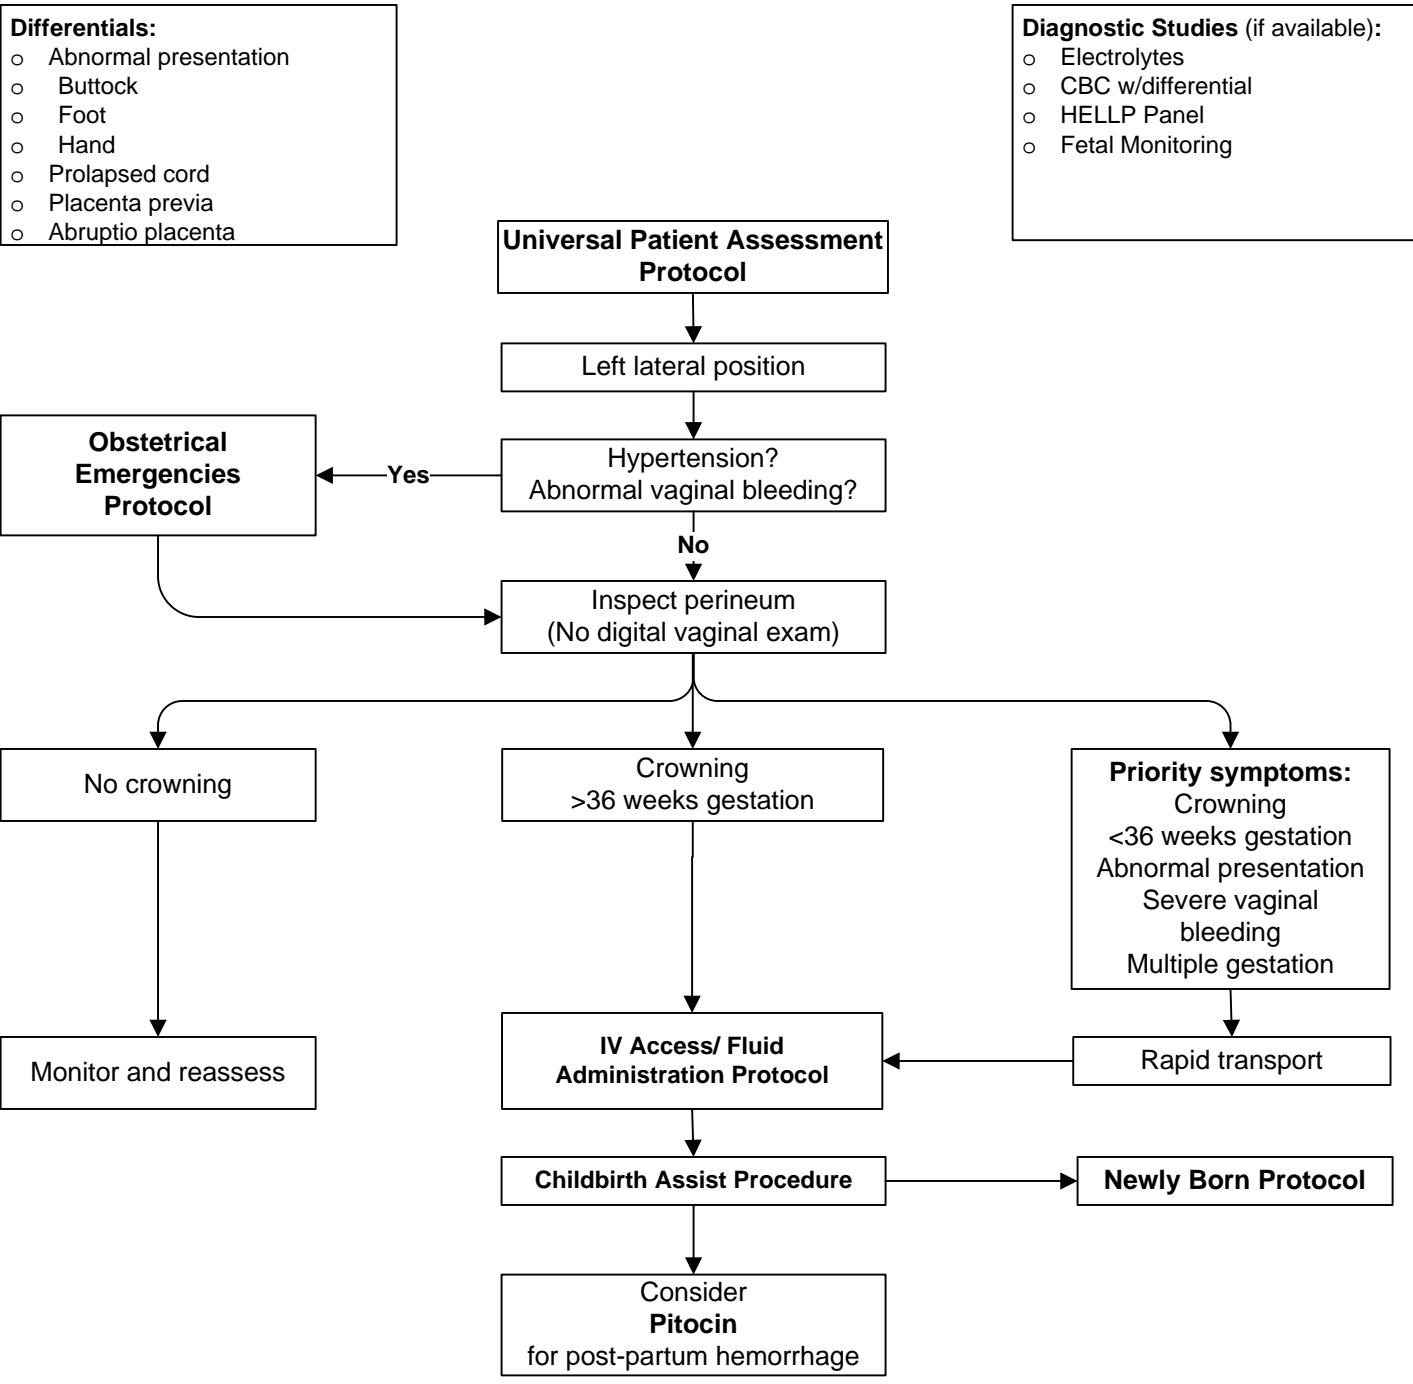 Differentials:
o Abnormal presentation
o Buttock
o Foot
o Hand
o Prolapsed cord
o Placenta previa
o Abruptio placenta
Diagnostic Studies (if available):
o Electrolytes
o CBC w/differential
o HELLP Panel
o Fetal Monitoring
Universal Patient Assessment
Protocol
Left lateral position
Obstetrical
Emergencies
Protocol
Yes
Hypertension?
Abnormal vaginal bleeding?
No
Inspect perineum
(No digital vaginal exam)
No crowning
Crowning
>36 weeks gestation
Priority symptoms:
Crowning
<36 weeks gestation
Abnormal presentation
Severe vaginal
bleeding
Multiple gestation
Monitor and reassess
IV Access/ Fluid
Administration Protocol
Rapid transport
Childbirth Assist Procedure
Newly Born Protocol
Consider
Pitocin
for post-partum hemorrhage